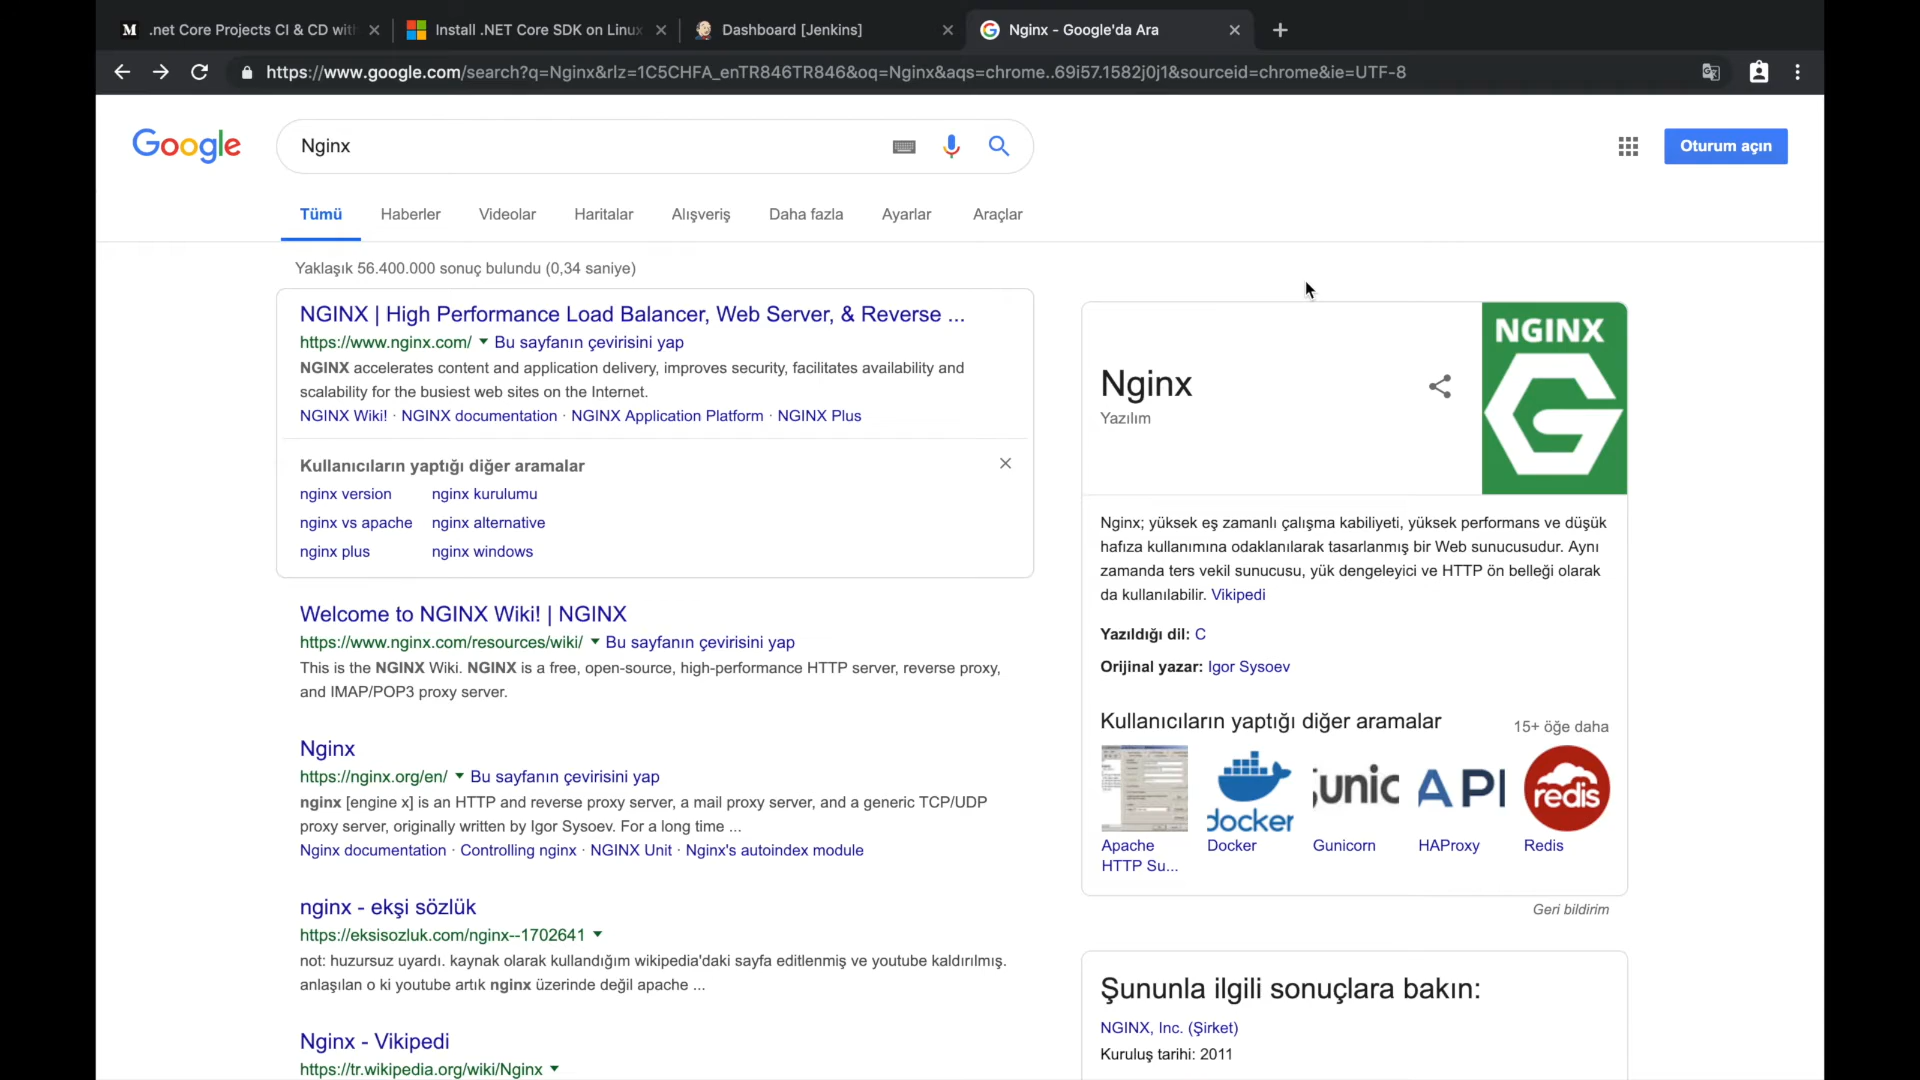 .net Core Projects CI & CD with
Install .NET Core SDK on Linux
Dashboard [Jenkins]
Nginx - Google'da Ara
https://www.google.com/search?q=Nginx&rlz=1C5CHFA_enTR846TR846&oq=Nginx&aqs=chrome..69i57.1582j0j1&sourceid=chrome&ie=UTF-8
Google
Nginx
Oturum açın
Tümü
Haberler
Videolar
Haritalar
Alışveriş
Daha fazla
Ayarlar
Araçlar
Yaklaşık 56.400.000 sonuç bulundu (0,34 saniye)
NGINX | High Performance Load Balancer, Web Server, & Reverse ...
https://www.nginx.com/ Bu sayfanın çevirisini yap
NGINX accelerates content and application delivery, improves security, facilitates availability and
scalability for the busiest web sites on the Internet.
NGINX Wiki! · NGINX documentation · NGINX Application Platform · NGINX Plus
Kullanıcıların yaptığı diğer aramalar
nginx version
nginx kurulumu
nginx vs apache
nginx alternative
nginx plus
nginx windows
Welcome to NGINX Wiki! | NGINX
https://www.nginx.com/resources/wiki/ Bu sayfanın çevirisini yap
This is the NGINX Wiki. NGINX is a free, open-source, high-performance HTTP server, reverse proxy,
and IMAP/POP3 proxy server.
Nginx
https://nginx.org/en/ Bu sayfanın çevirisini yap
nginx [engine x] is an HTTP and reverse proxy server, a mail proxy server, and a generic TCP/UDP
proxy server, originally written by Igor Sysoev. For a long time ...
Nginx documentation · Controlling nginx · NGINX Unit · Nginx's autoindex module
nginx - ekşi sözlük
https://eksisozluk.com/nginx--1702641
not: huzursuz uyardı. kaynak olarak kullandığım wikipedia'daki sayfa editlenmiş ve youtube kaldırılmış.
anlaşılan o ki youtube artık nginx üzerinde değil apache ...
Nginx - Vikipedi
https://tr.wikipedia.org/wiki/Nginx
Nginx
Yazılım
NGINX
Nginx; yüksek eş zamanlı çalışma kabiliyeti, yüksek performans ve düşük
hafıza kullanımına odaklanılarak tasarlanmış bir Web sunucusudur. Aynı
zamanda ters vekil sunucusu, yük dengeleyici ve HTTP ön belleği olarak
da kullanılabilir. Vikipedi
Yazıldığı dil: C
Orijinal yazar: Igor Sysoev
Kullanıcıların yaptığı diğer aramalar
15+ öğe daha
docker
unic
API
redis
Apache
HTTP Su...
Docker
Gunicorn
HAProxy
Redis
Geri bildirim
Şununla ilgili sonuçlara bakın:
NGINX, Inc. (Şirket)
Kuruluş tarihi: 2011